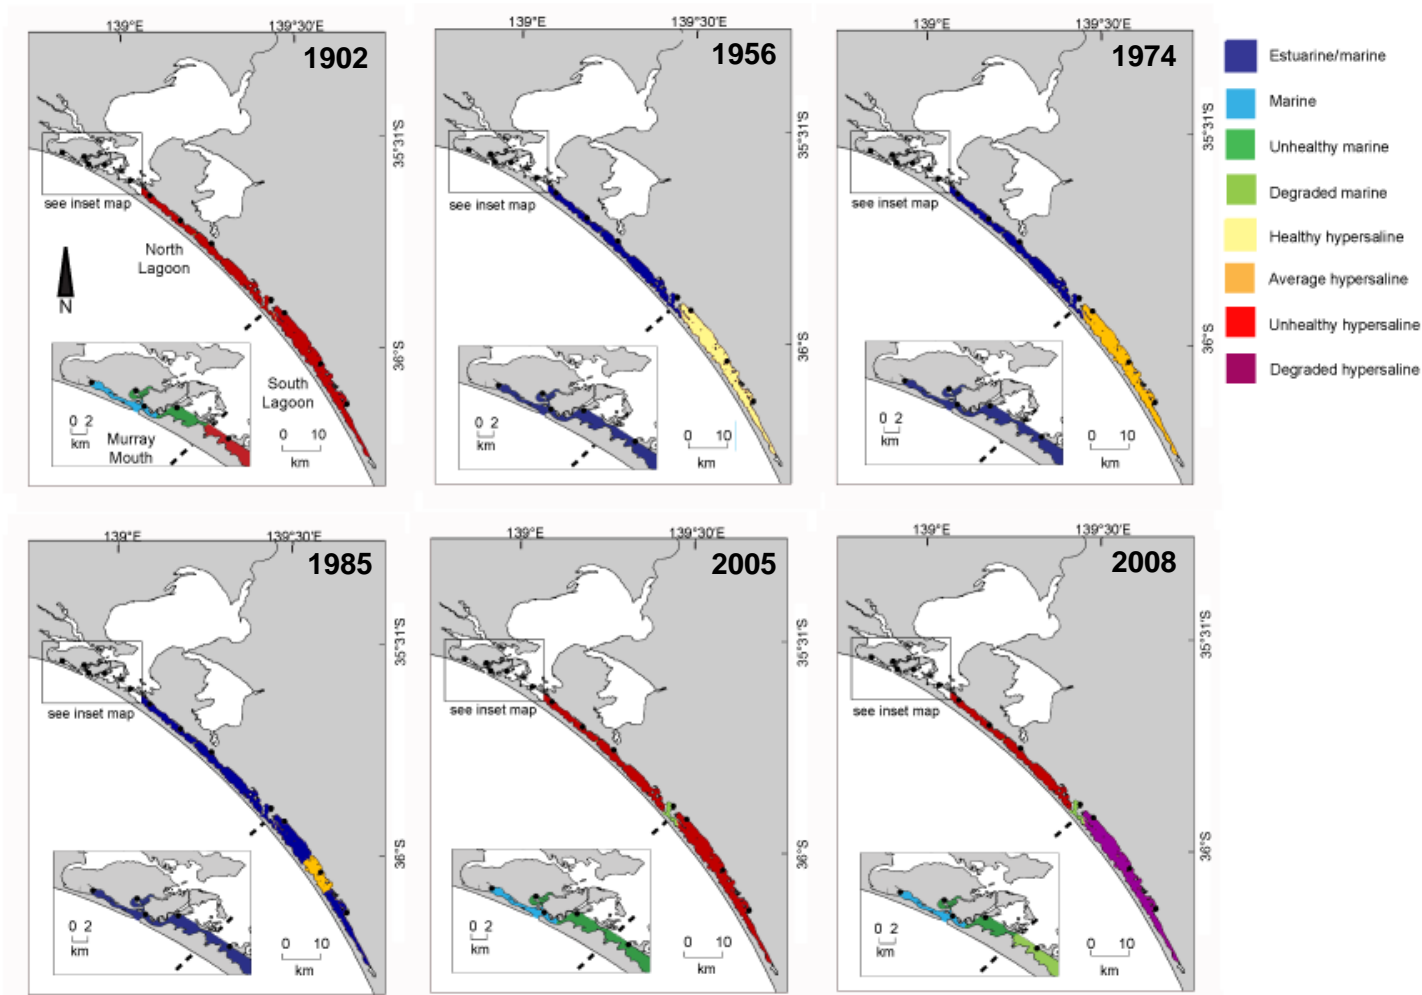 139°E 139°30'E
1902
35°31'S
see inset map
North
Lagoon
N
36°S
South
Lagoon
0 2
km
Murray
Mouth
0 10
km
139°E 139°30'E
1956
35°31'S
see inset map
36°S
0 2
km
0 10
km
139°E 139°30'E
1974
35°31'S
see inset map
36°S
0 2
km
0 10
km
Estuarine/marine
Marine
Unhealthy marine
Degraded marine
Healthy hypersaline
Average hypersaline
Unhealthy hypersaline
Degraded hypersaline
139°E 139°30'E
1985
35°31'S
see inset map
36°S
0 2
km
0 10
km
139°E 139°30'E
2005
35°31'S
see inset map
36°S
0 2
km
0 10
km
139°E 139°30'E
2008
35°31'S
see inset map
36°S
0 2
km
0 10
km